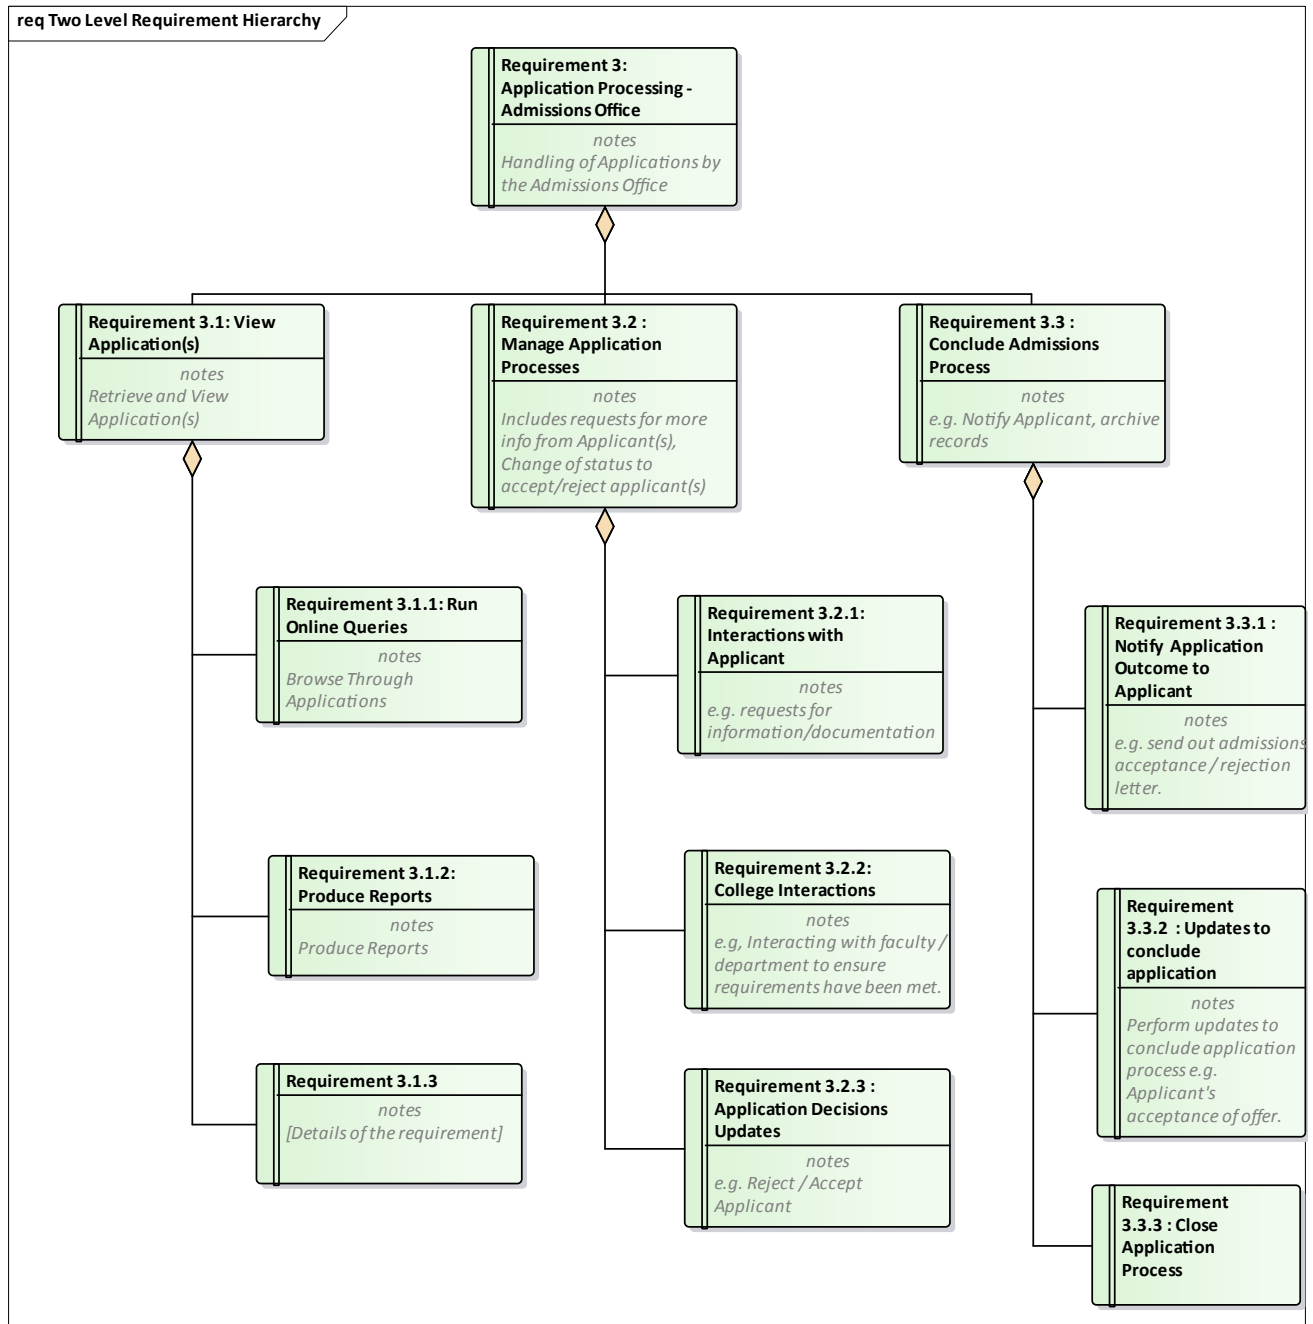 req Two Level Requirement Hierarchy
Requirement 3:
Application Processing -
Admissions Office
notes
Handling of Applications by
the Admissions Office
Requirement 3.1: View
Application(s)
notes
Retrieve and View
Application(s)
Requirement 3.2 :
Manage Application
Processes
notes
Includes requests for more
info from Applicant(s),
Change of status to
accept/reject applicant(s)
Requirement 3.3 :
Conclude Admissions
Process
notes
e.g. Notify Applicant, archive
records
Requirement 3.1.1: Run
Online Queries
notes
Browse Through
Applications
Requirement 3.1.2:
Produce Reports
notes
Produce Reports
Requirement 3.1.3
notes
[Details of the requirement]
Requirement 3.2.1:
Interactions with
Applicant
notes
e.g. requests for
information/documentation
Requirement 3.2.2:
College Interactions
notes
e.g, Interacting with faculty /
department to ensure
requirements have been met.
Requirement 3.2.3 :
Application Decisions
Updates
notes
e.g. Reject / Accept
Applicant
Requirement 3.3.1 :
Notify Application
Outcome to
Applicant
notes
e.g. send out admissions
acceptance / rejection
letter.
Requirement
3.3.2 : Updates to
conclude
application
notes
Perform updates to
conclude application
process e.g.
Applicant's
acceptance of offer.
Requirement
3.3.3 : Close
Application
Process